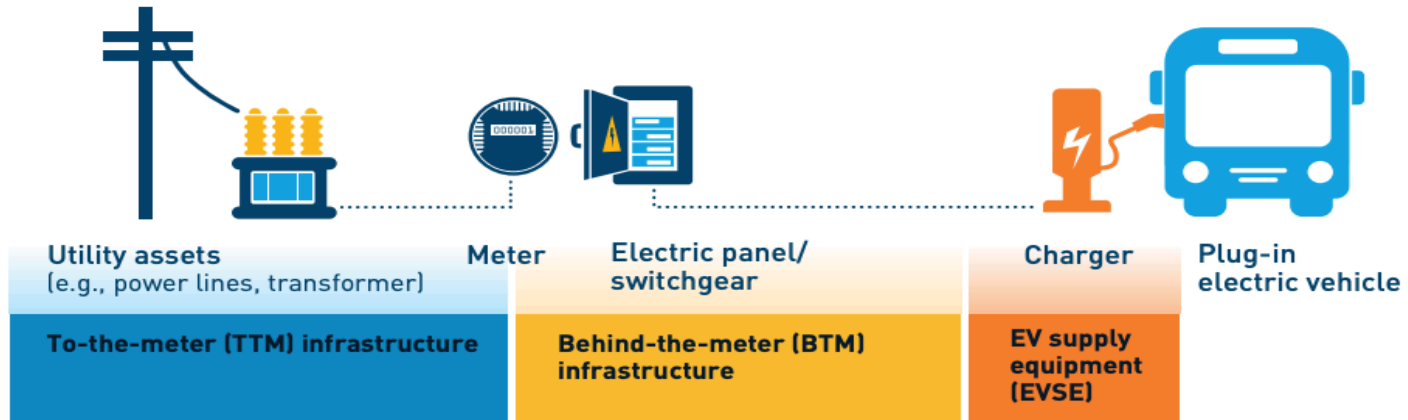 000001
Utility assets
(e.g., power lines, transformer)
Meter
Electric panel/
switchgear
Charger
Plug-in
electric vehicle
To-the-meter (TTM) infrastructure
Behind-the-meter (BTM)
infrastructure
EV supply
equipment
(EVSE)